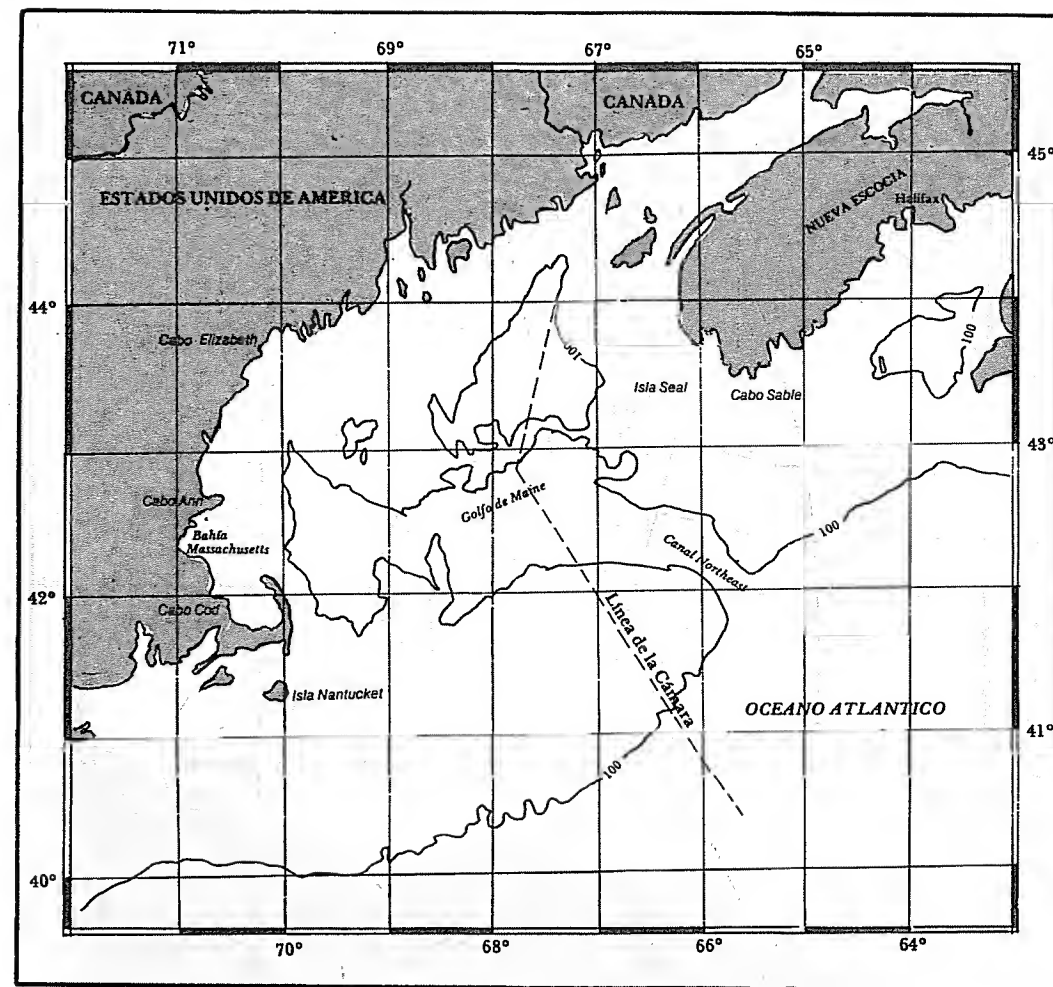 71° 69° 67° 65°
CANADA CANADA
45°
ESTADOS UNIDOS DE AMERICA
NUEVA ESCOGIA
Halifax
44°
Cabo Elizabeth
100
100
Isla Seal
Cabo Sable
43°
Cabo Ann
Golfo de Maine
100
Bahía
Massachusetts
Canal Northeast
42°
Cabo Cod
Línea de la Cámara
Isla Nantucket
OCEANO ATLANTICO
41°
100
40°
70° 68° 66° 64°